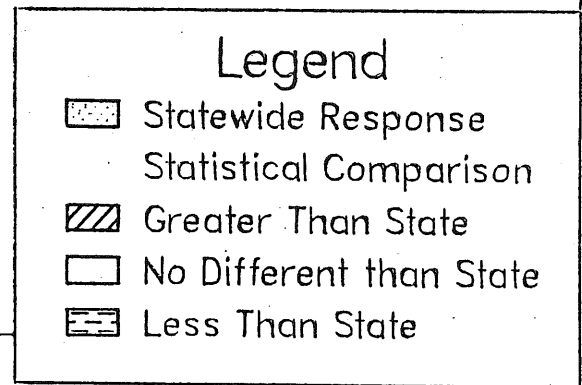 Legend
Statewide Response
Statistical Comparison
Greater Than State
No Different than State
Less Than State